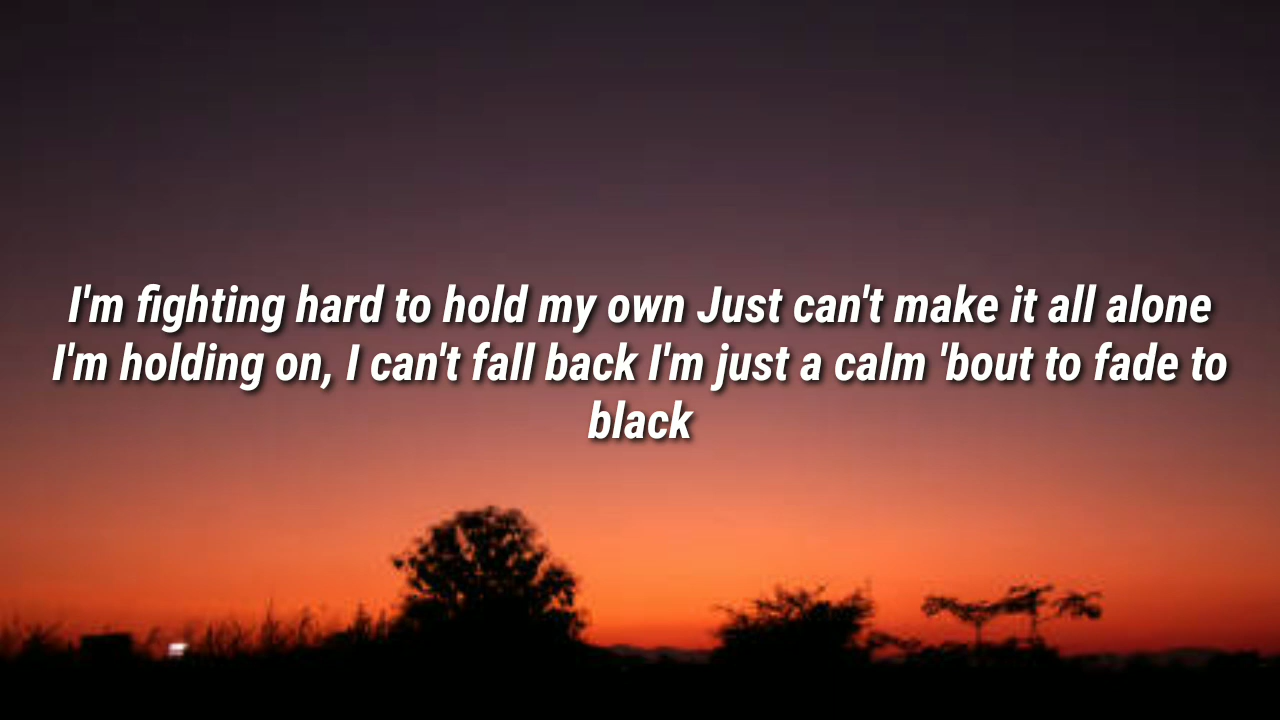 I'm fighting hard to hold my own Just can't make it all alone
I'm holding on, I can't fall back I'm just a calm 'bout to fade to
black